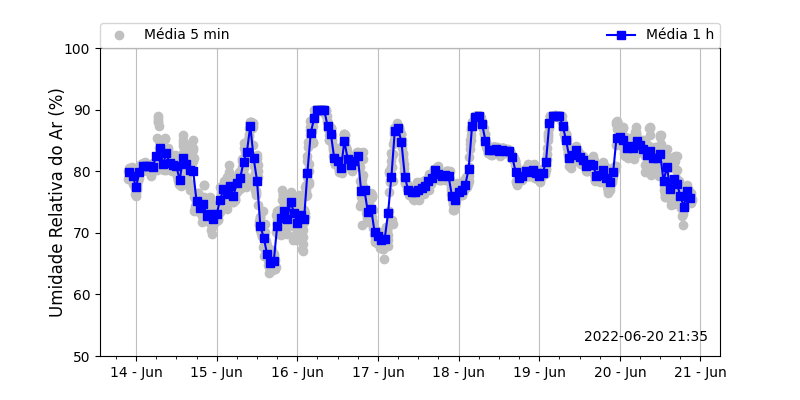 Média 5 min
Média 1 h
Umidade Relativa do Ar (%)
100
90
80
70
60
50
2022-06-20 21:35
14 - Jun
15 - Jun
16 - Jun
17 - Jun
18 - Jun
19 - Jun
20 - Jun
21 - Jun